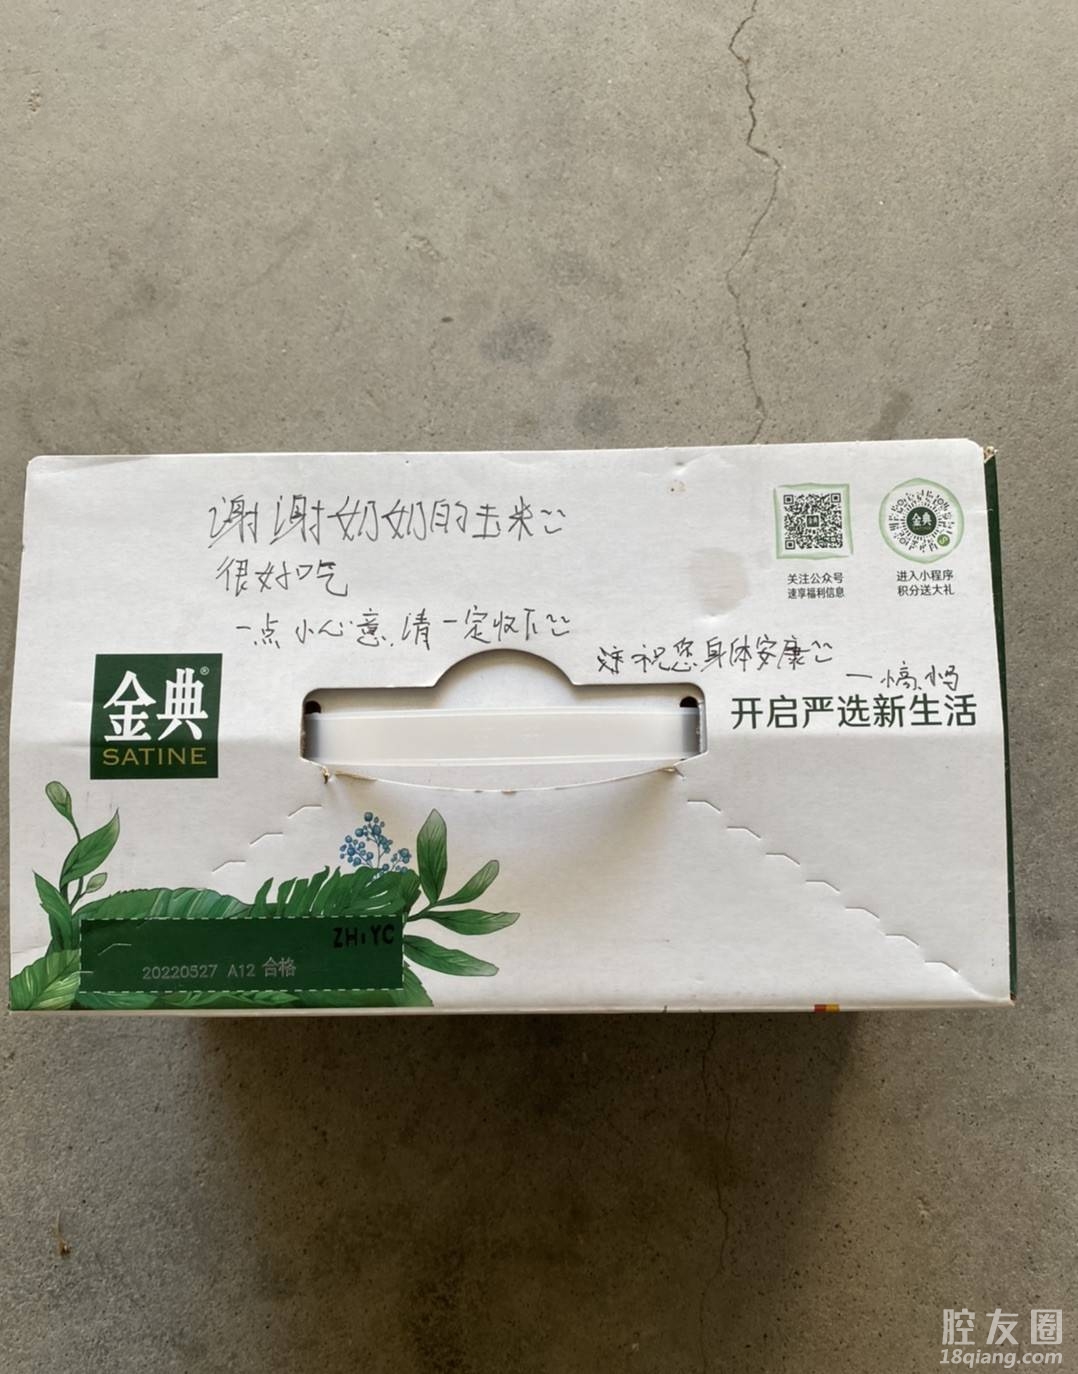 谢谢奶奶的玉米
很好吃
一点小心意,请一定收下
祝您身体安康
关注公众号
速享福利信息
进入小程序
积分送大礼
金典
金典®
SATINE
开启严选新生活
ZHIYC
20220527 A12 合格
腔友圈
18qiang.com